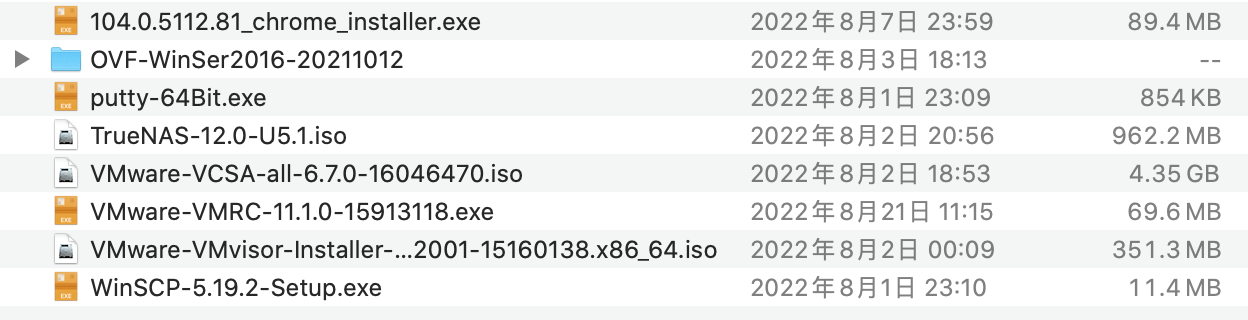 104.0.5112.81_chrome_installer.exe 2022年8月7日 23:59 89.4 MB
OVF-WinSer2016-20211012 2022年8月3日 18:13 --
putty-64Bit.exe 2022年8月1日 23:09 854 KB
TrueNAS-12.0-U5.1.iso 2022年8月2日 20:56 962.2 MB
VMware-VCSA-all-6.7.0-16046470.iso 2022年8月2日 18:53 4.35 GB
VMware-VMRC-11.1.0-15913118.exe 2022年8月21日 11:15 69.6 MB
VMware-VMvisor-Installer-...2001-15160138.x86_64.iso 2022年8月2日 00:09 351.3 MB
WinSCP-5.19.2-Setup.exe 2022年8月1日 23:10 11.4 MB